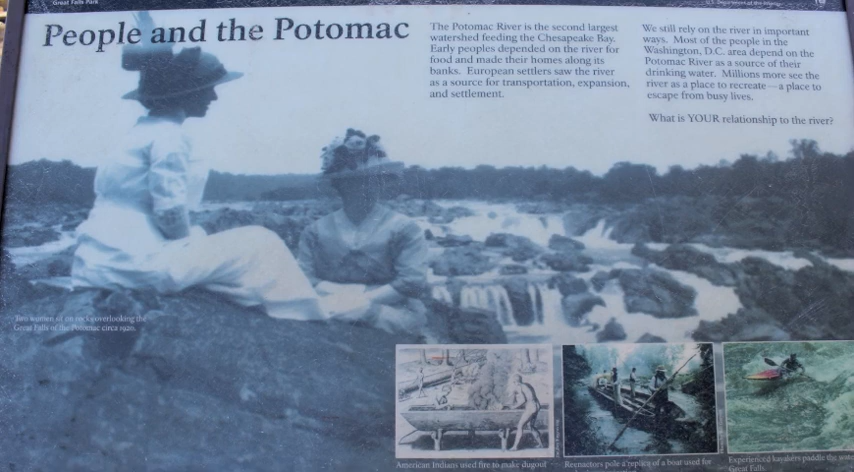 Great Falls Park
U.S. Department of the Interior
People and the Potomac
The Potomac River is the second largest
watershed feeding the Chesapeake Bay.
Early peoples depended on the river for
food and made their homes along its
banks. European settlers saw the river
as a source for transportation, expansion,
and settlement.
We still rely on the river in important
ways. Most of the people in the
Washington, D.C. area depend on the
Potomac River as a source of their
drinking water. Millions more see the
river as a place to recreate—a place to
escape from busy lives.
What is YOUR relationship to the river?
Two women sit on rocks overlooking the
Great Falls of the Potomac circa 1920.
American Indians used fire to make dugout
Reenactors pole a replica of a boat used for
Experienced kayakers paddle the
Great Falls.